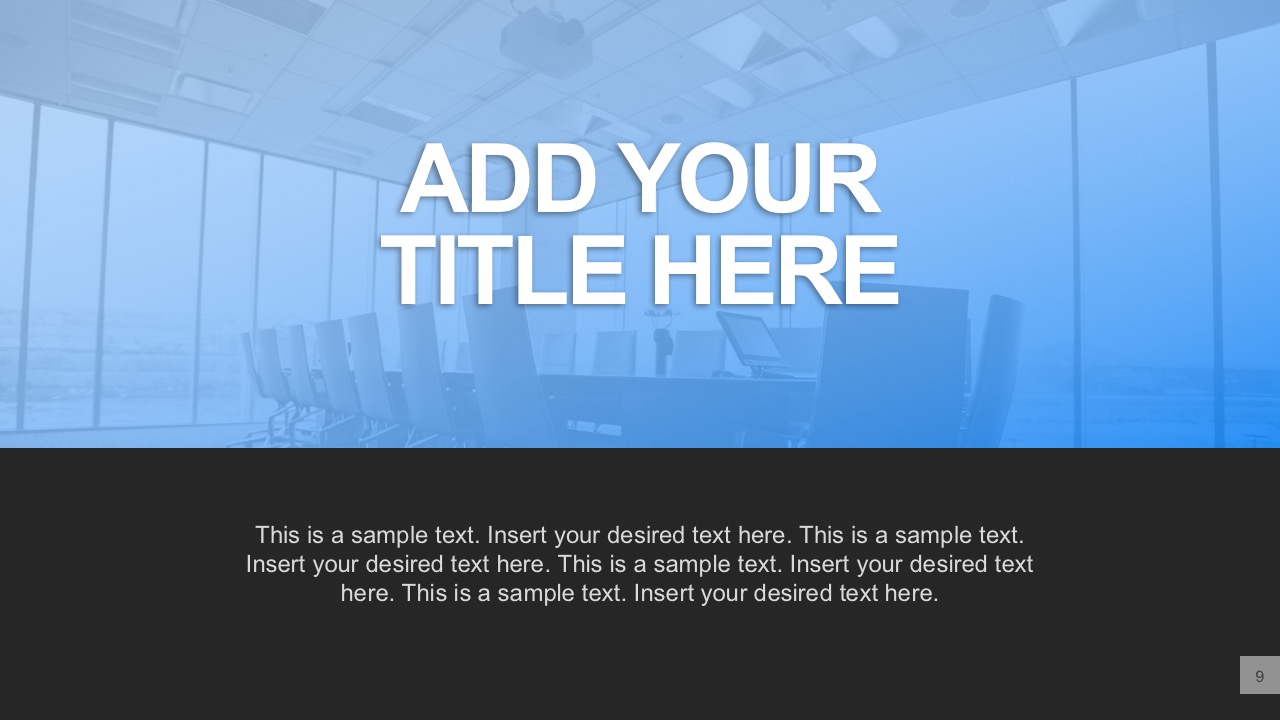 ADD YOUR
TITLE HERE
This is a sample text. Insert your desired text here. This is a sample text.
Insert your desired text here. This is a sample text. Insert your desired text
here. This is a sample text. Insert your desired text here.
9